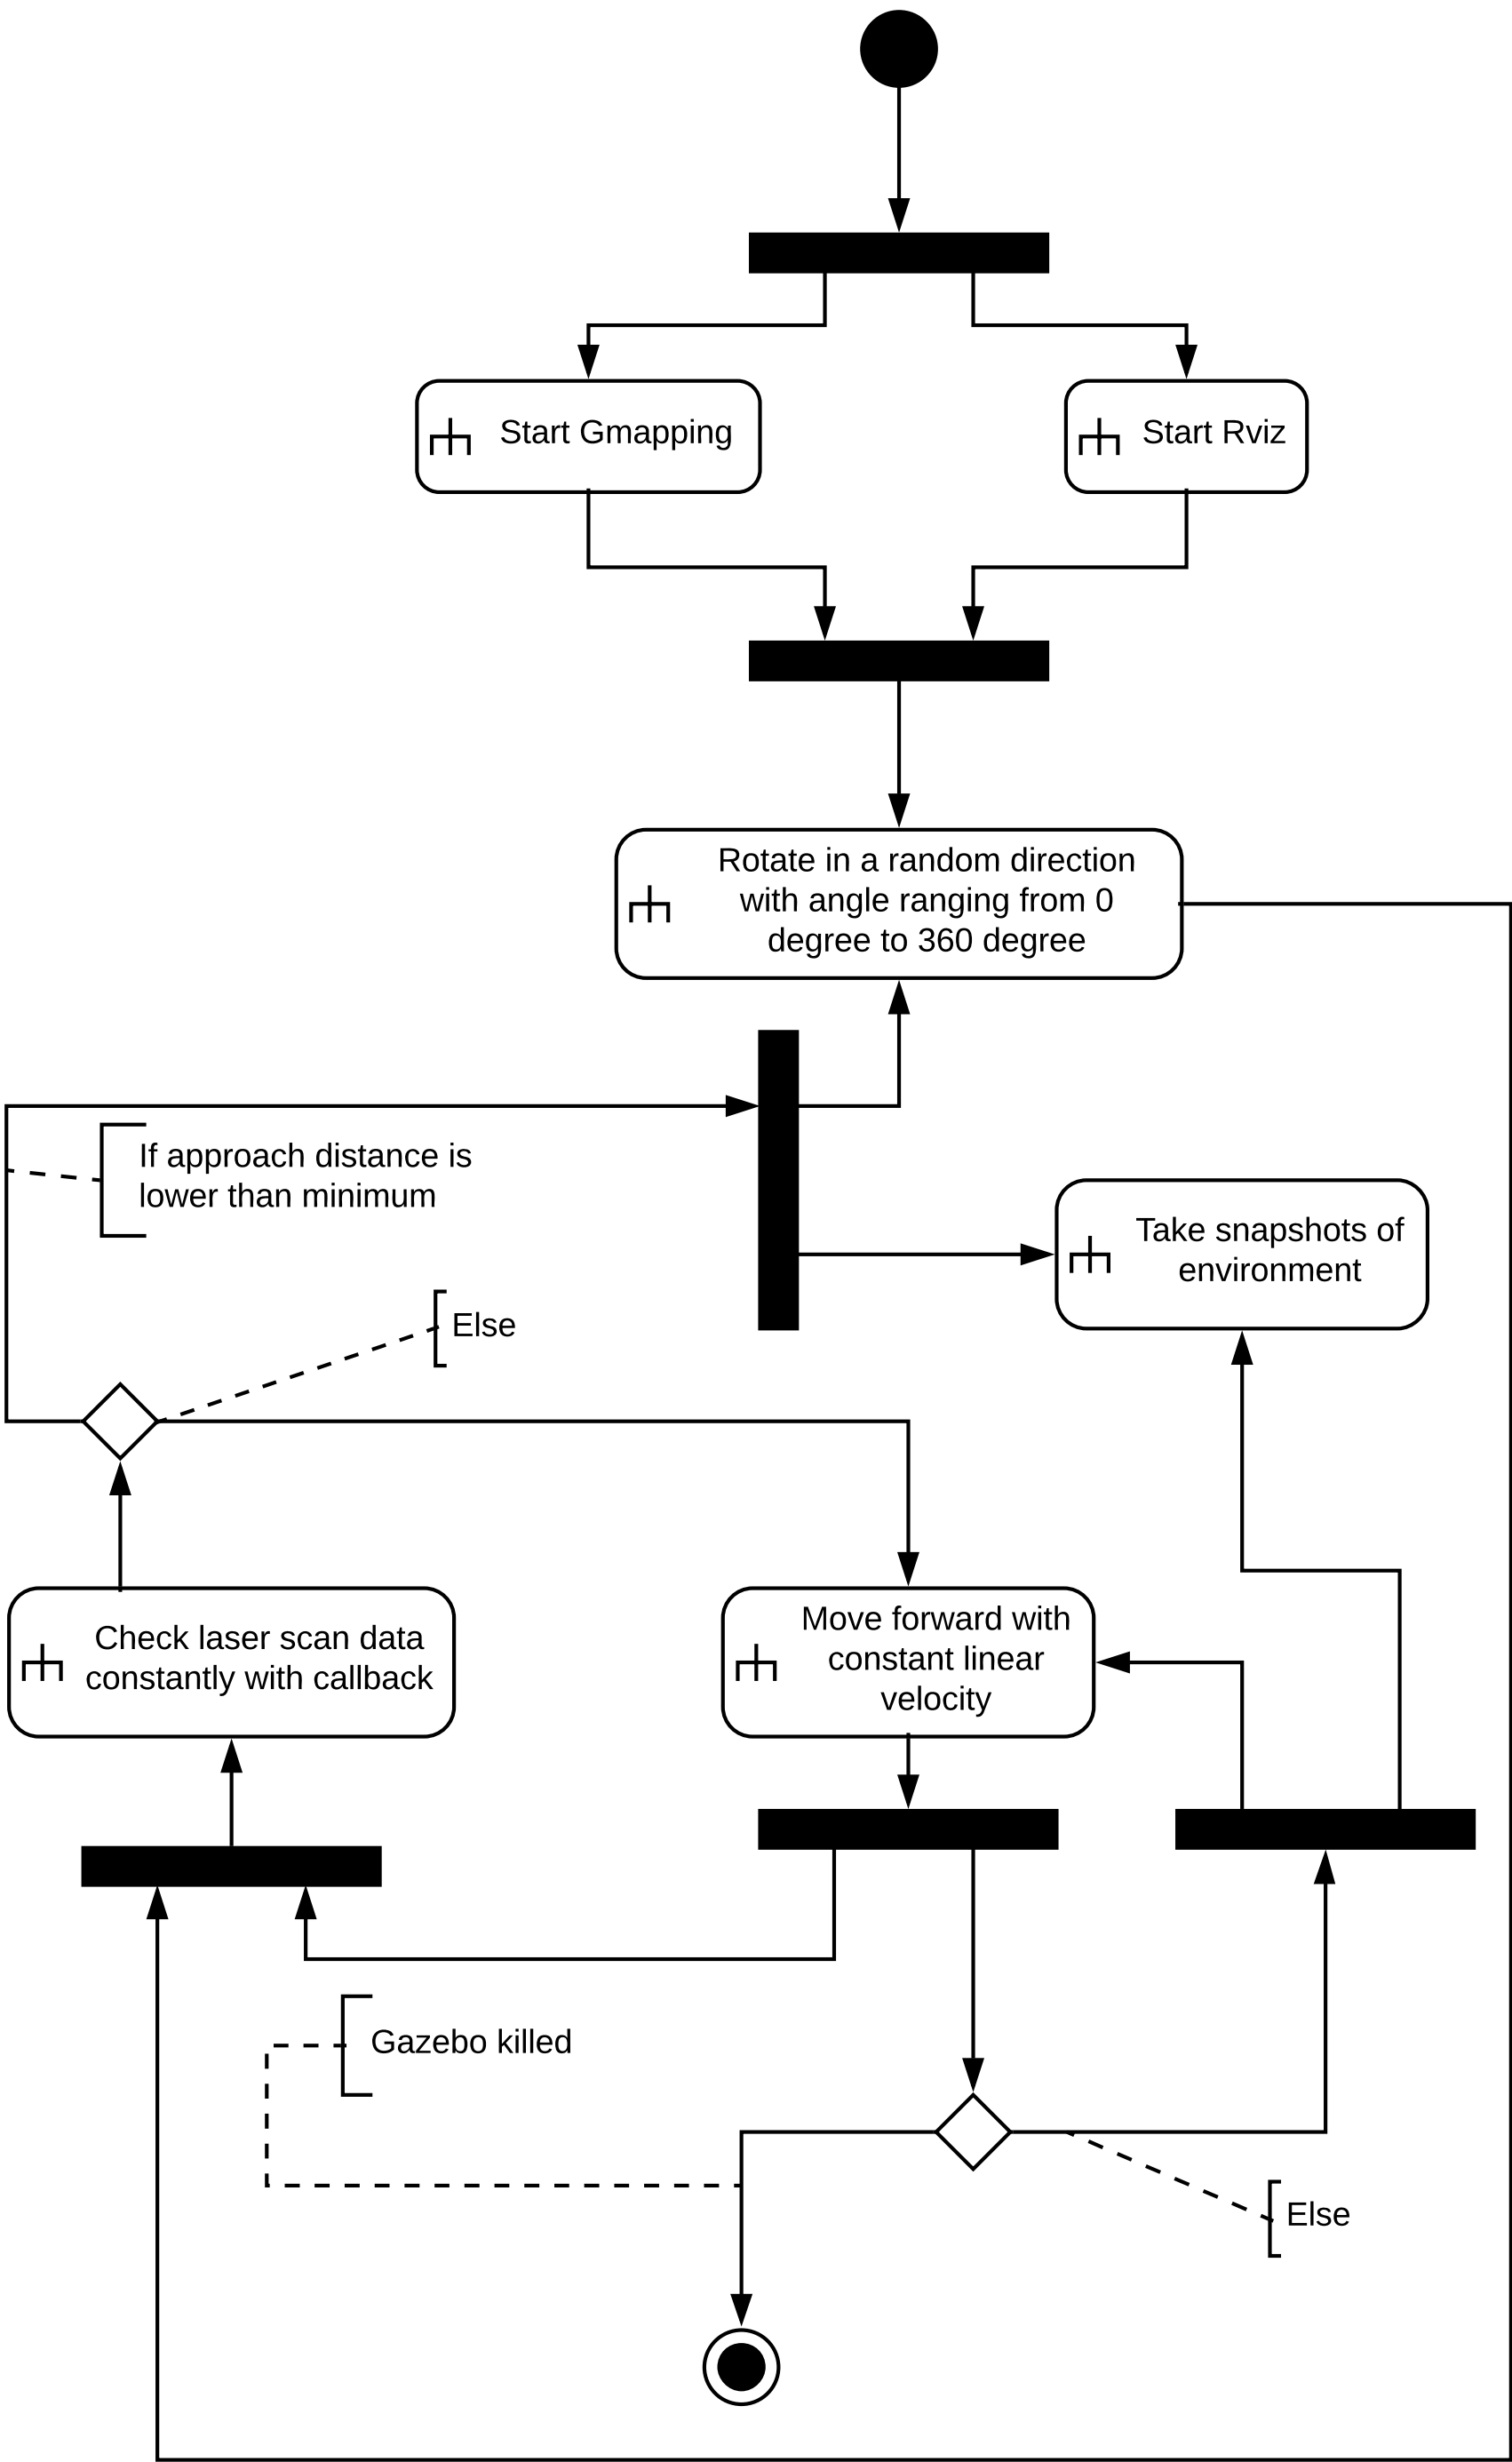 Start Gmapping
Start Rviz
Rotate in a random direction
with angle ranging from 0
degree to 360 degree
If approach distance is
lower than minimum
Take snapshots of
environment
Else
Check laser scan data
constantly with callback
Move forward with
constant linear
velocity
Gazebo killed
Else